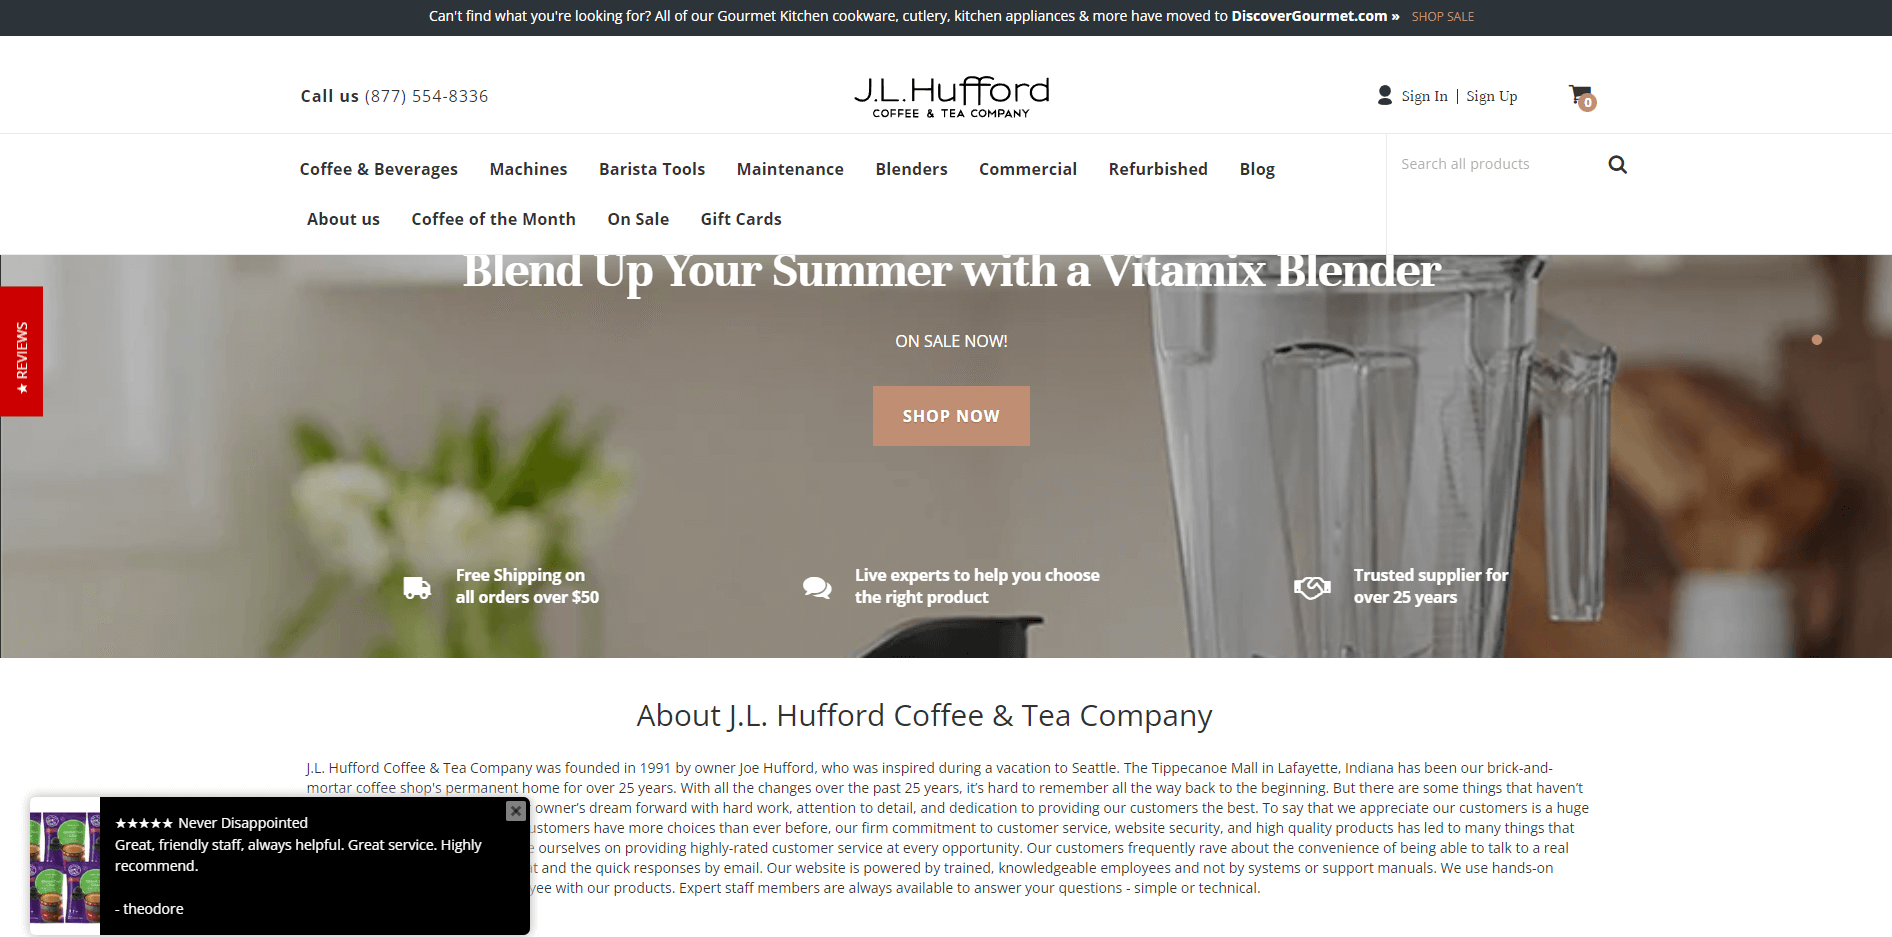 Can't find what you're looking for? All of our Gourmet Kitchen cookware, cutlery, kitchen appliances & more have moved to DiscoverGourmet.com » SHOP SALE
Call us (877) 554-8336
J.L.Hufford
COFFEE & TEA COMPANY
Sign In | Sign Up
0
Coffee & Beverages Machines Barista Tools Maintenance Blenders Commercial Refurbished Blog
Search all products
About us Coffee of the Month On Sale Gift Cards
Blend Up Your Summer with a Vitamix Blender
★ REVIEWS
ON SALE NOW!
SHOP NOW
Free Shipping on
all orders over $50
Live experts to help you choose
the right product
Trusted supplier for
over 25 years
About J.L. Hufford Coffee & Tea Company
J.L. Hufford Coffee & Tea Company was founded in 1991 by owner Joe Hufford, who was inspired during a vacation to Seattle. The Tippecanoe Mall in Lafayette, Indiana has been our brick-and-
mortar coffee shop's permanent home for over 25 years. With all the changes over the past 25 years, it's hard to remember all the way back to the beginning. But there are some things that haven't
owner's dream forward with hard work, attention to detail, and dedication to providing our customers the best. To say that we appreciate our customers is a huge
ustomers have more choices than ever before, our firm commitment to customer service, website security, and high quality products has led to many things that
ourselves on providing highly-rated customer service at every opportunity. Our customers frequently rave about the convenience of being able to talk to a real
and the quick responses by email. Our website is powered by trained, knowledgeable employees and not by systems or support manuals. We use hands-on
with our products. Expert staff members are always available to answer your questions - simple or technical.
★★★★★ Never Disappointed
Great, friendly staff, always helpful. Great service. Highly
recommend.
- theodore